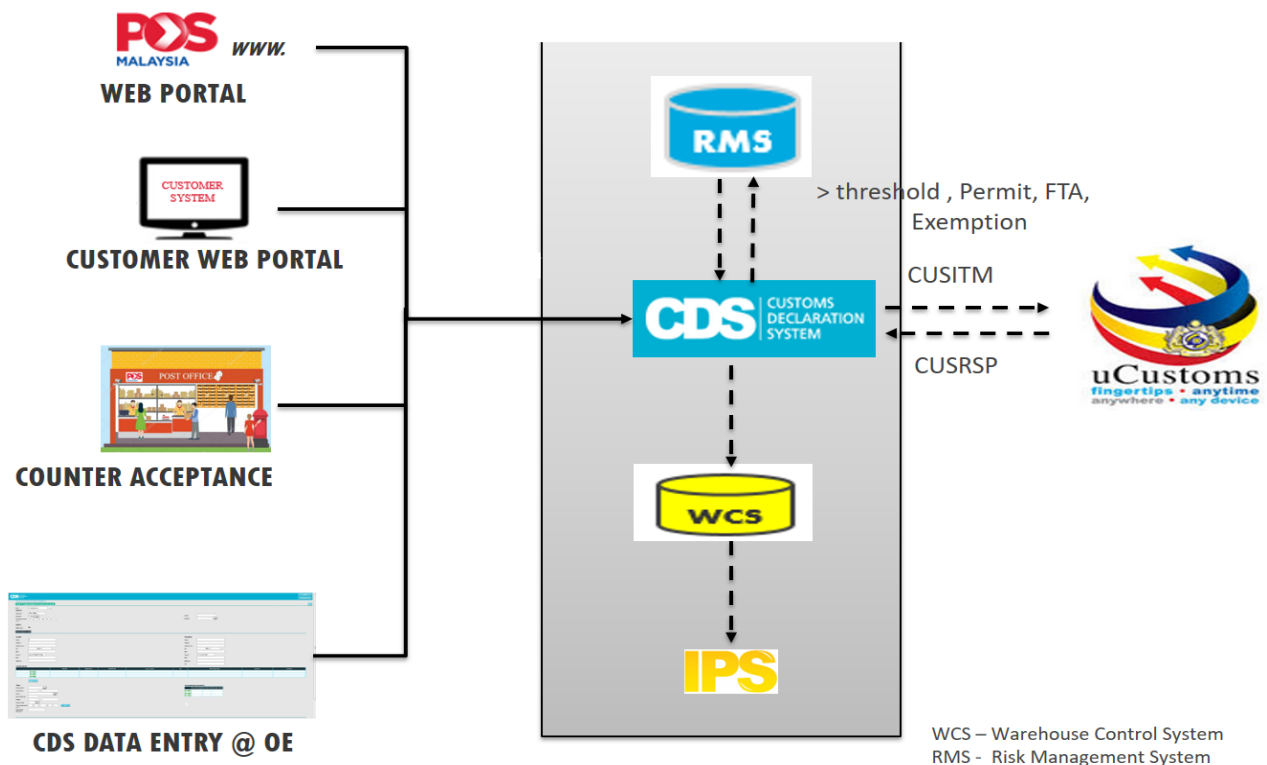 POS
MALAYSIA
www.
WEB PORTAL
CUSTOMER
SYSTEM
CUSTOMER WEB PORTAL
POS
POST OFFICE
COUNTER ACCEPTANCE
CDS
CDS DATA ENTRY @ OE
RMS
> threshold , Permit, FTA,
Exemption
CDS
CUSTOMS
DECLARATION
SYSTEM
CUSITM
CUSRSP
uCustoms
fingertips • anytime
anywhere • any device
WCS
IPS
WCS – Warehouse Control System
RMS - Risk Management System